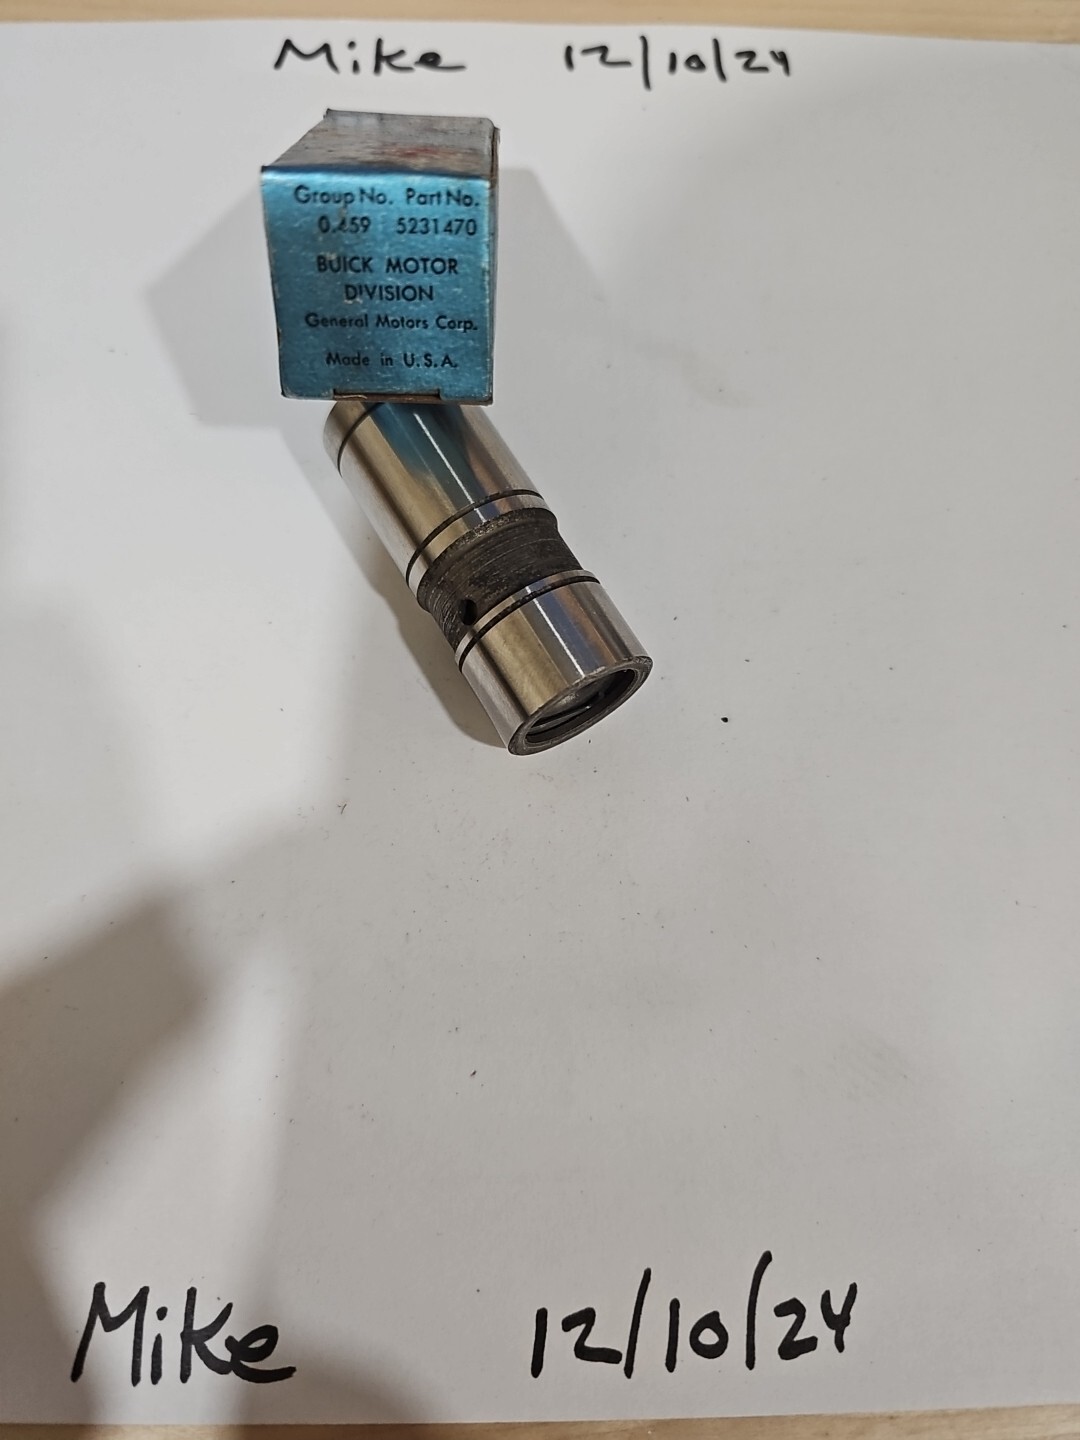 Mike 12/10/24
Group No. Part No.
0.459 5231470
BUICK MOTOR
DIVISION
General Motors Corp.
Made in U.S.A.
Mike 12/10/24